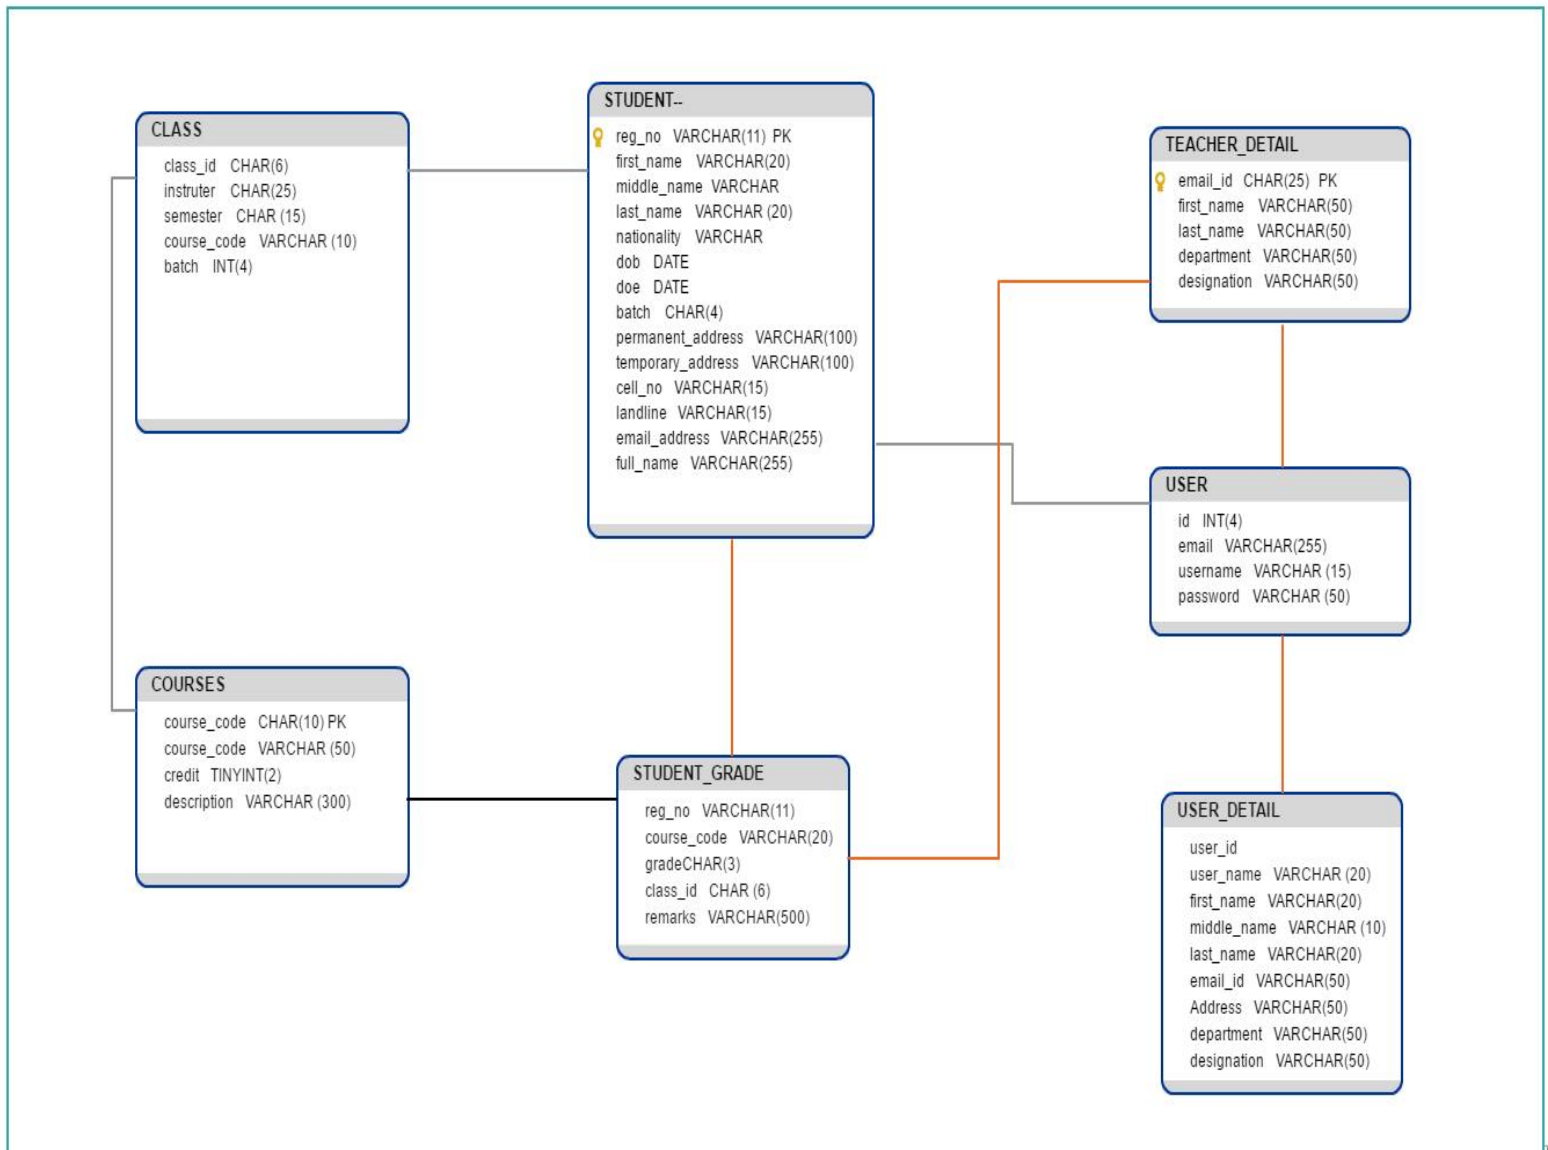 CLASS
class_id CHAR(6)
instruter CHAR(25)
semester CHAR (15)
course_code VARCHAR (10)
batch INT(4)
STUDENT--
reg_no VARCHAR(11) PK
first_name VARCHAR(20)
middle_name VARCHAR
last_name VARCHAR (20)
nationality VARCHAR
dob DATE
doe DATE
batch CHAR(4)
permanent_address VARCHAR(100)
temporary_address VARCHAR(100)
cell_no VARCHAR(15)
landline VARCHAR(15)
email_address VARCHAR(255)
full_name VARCHAR(255)
TEACHER_DETAIL
email_id CHAR(25) PK
first_name VARCHAR(50)
last_name VARCHAR(50)
department VARCHAR(50)
designation VARCHAR(50)
USER
id INT(4)
email VARCHAR(255)
username VARCHAR (15)
password VARCHAR (50)
COURSES
course_code CHAR(10) PK
course_code VARCHAR (50)
credit TINYINT(2)
description VARCHAR (300)
STUDENT_GRADE
reg_no VARCHAR(11)
course_code VARCHAR(20)
gradeCHAR(3)
class_id CHAR (6)
remarks VARCHAR(500)
USER_DETAIL
user_id
user_name VARCHAR (20)
first_name VARCHAR(20)
middle_name VARCHAR (10)
last_name VARCHAR(20)
email_id VARCHAR(50)
Address VARCHAR(50)
department VARCHAR(50)
designation VARCHAR(50)